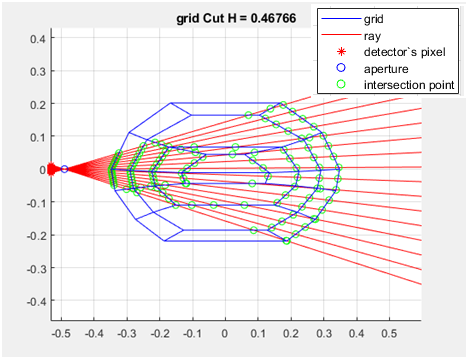 grid Cut H = 0.46766
grid
ray
detector`s pixel
aperture
intersection point
0.4
0.3
0.2
0.1
0
-0.1
-0.2
-0.3
-0.4
-0.5 -0.4 -0.3 -0.2 -0.1 0 0.1 0.2 0.3 0.4 0.5